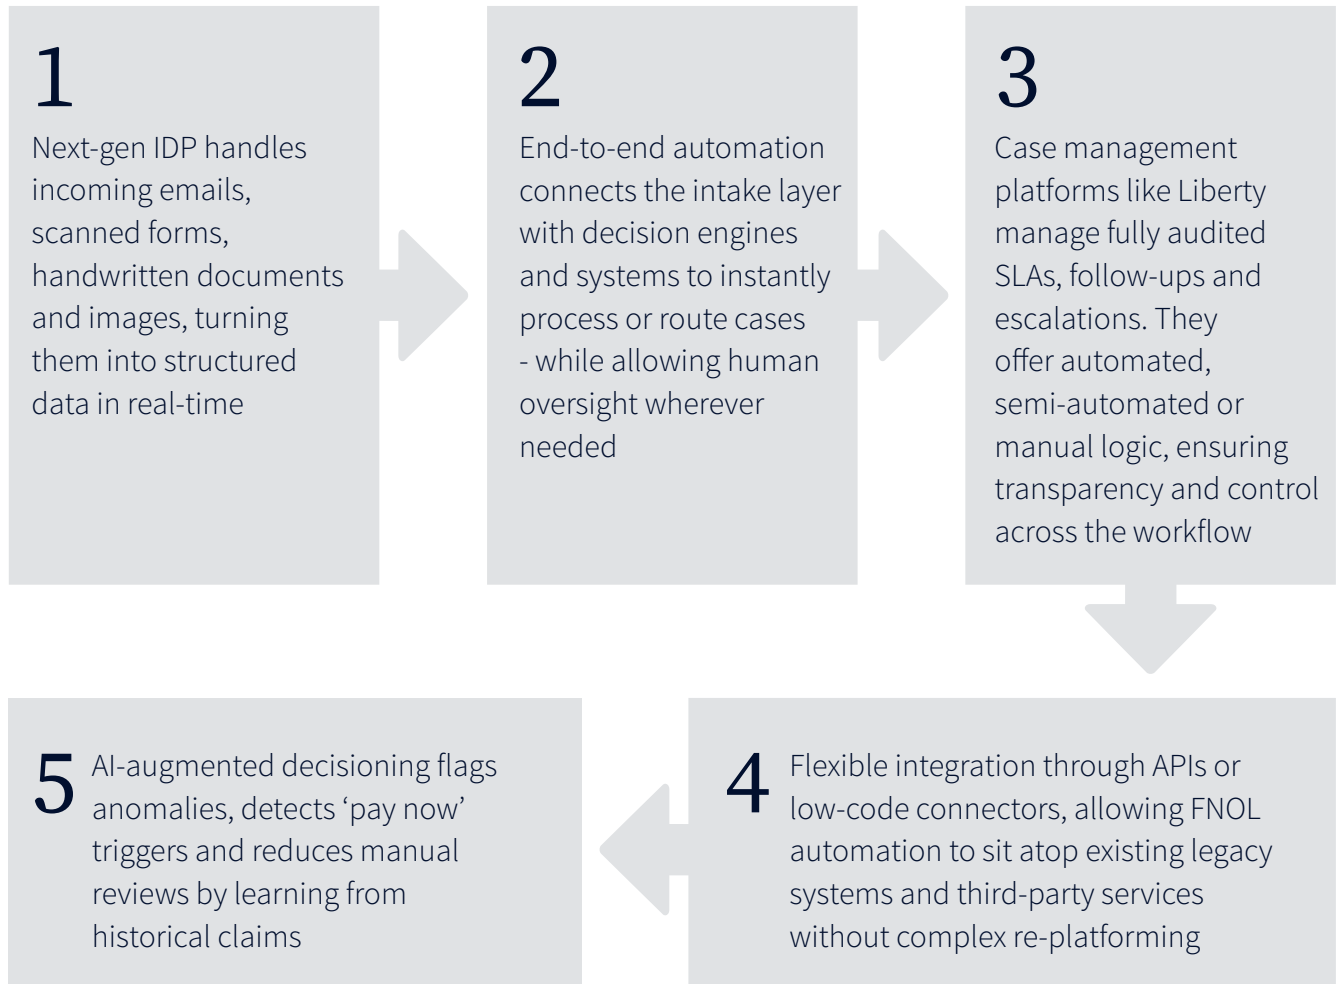 1
Next-gen IDP handles
incoming emails,
scanned forms,
handwritten documents
and images, turning
them into structured
data in real-time
2
End-to-end automation
connects the intake layer
with decision engines
and systems to instantly
process or route cases
- while allowing human
oversight wherever
needed
3
Case management
platforms like Liberty
manage fully audited
SLAs, follow-ups and
escalations. They
offer automated,
semi-automated or
manual logic, ensuring
transparency and control
across the workflow
4
Flexible integration through APIs or
low-code connectors, allowing FNOL
automation to sit atop existing legacy
systems and third-party services
without complex re-platforming
5
AI-augmented decisioning flags
anomalies, detects ‘pay now’
triggers and reduces manual
reviews by learning from
historical claims